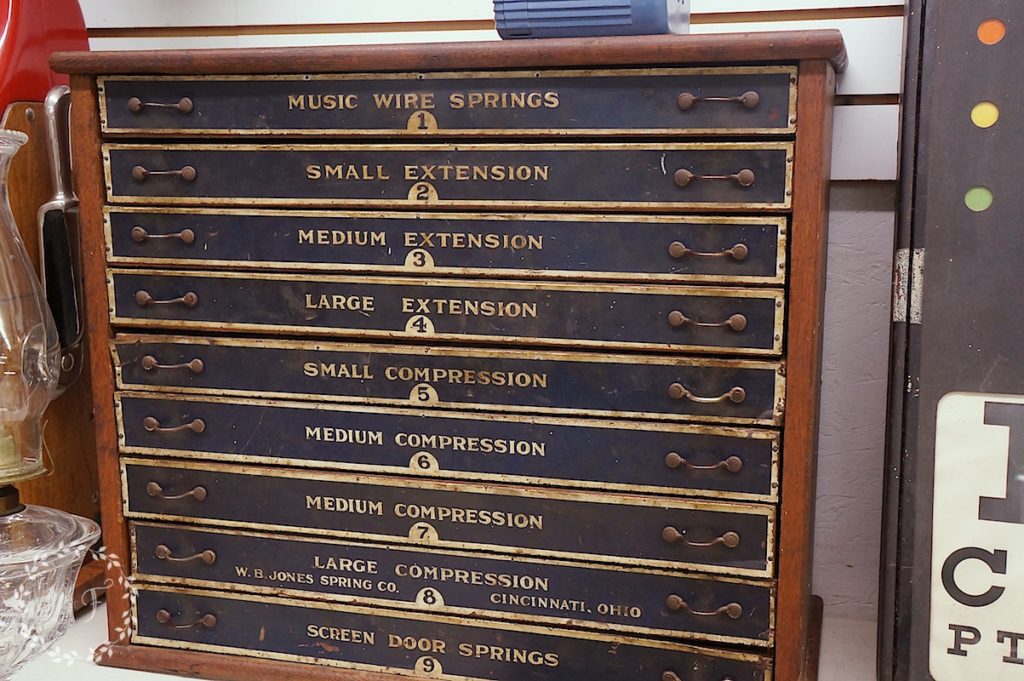 MUSIC WIRE SPRINGS
1
SMALL EXTENSION
2
MEDIUM EXTENSION
3
LARGE EXTENSION
4
SMALL COMPRESSION
5
MEDIUM COMPRESSION
6
MEDIUM COMPRESSION
7
LARGE COMPRESSION
W. B. JONES SPRING CO.
8
CINCINNATI, OHIO
SCREEN DOOR SPRINGS
9
C
PT